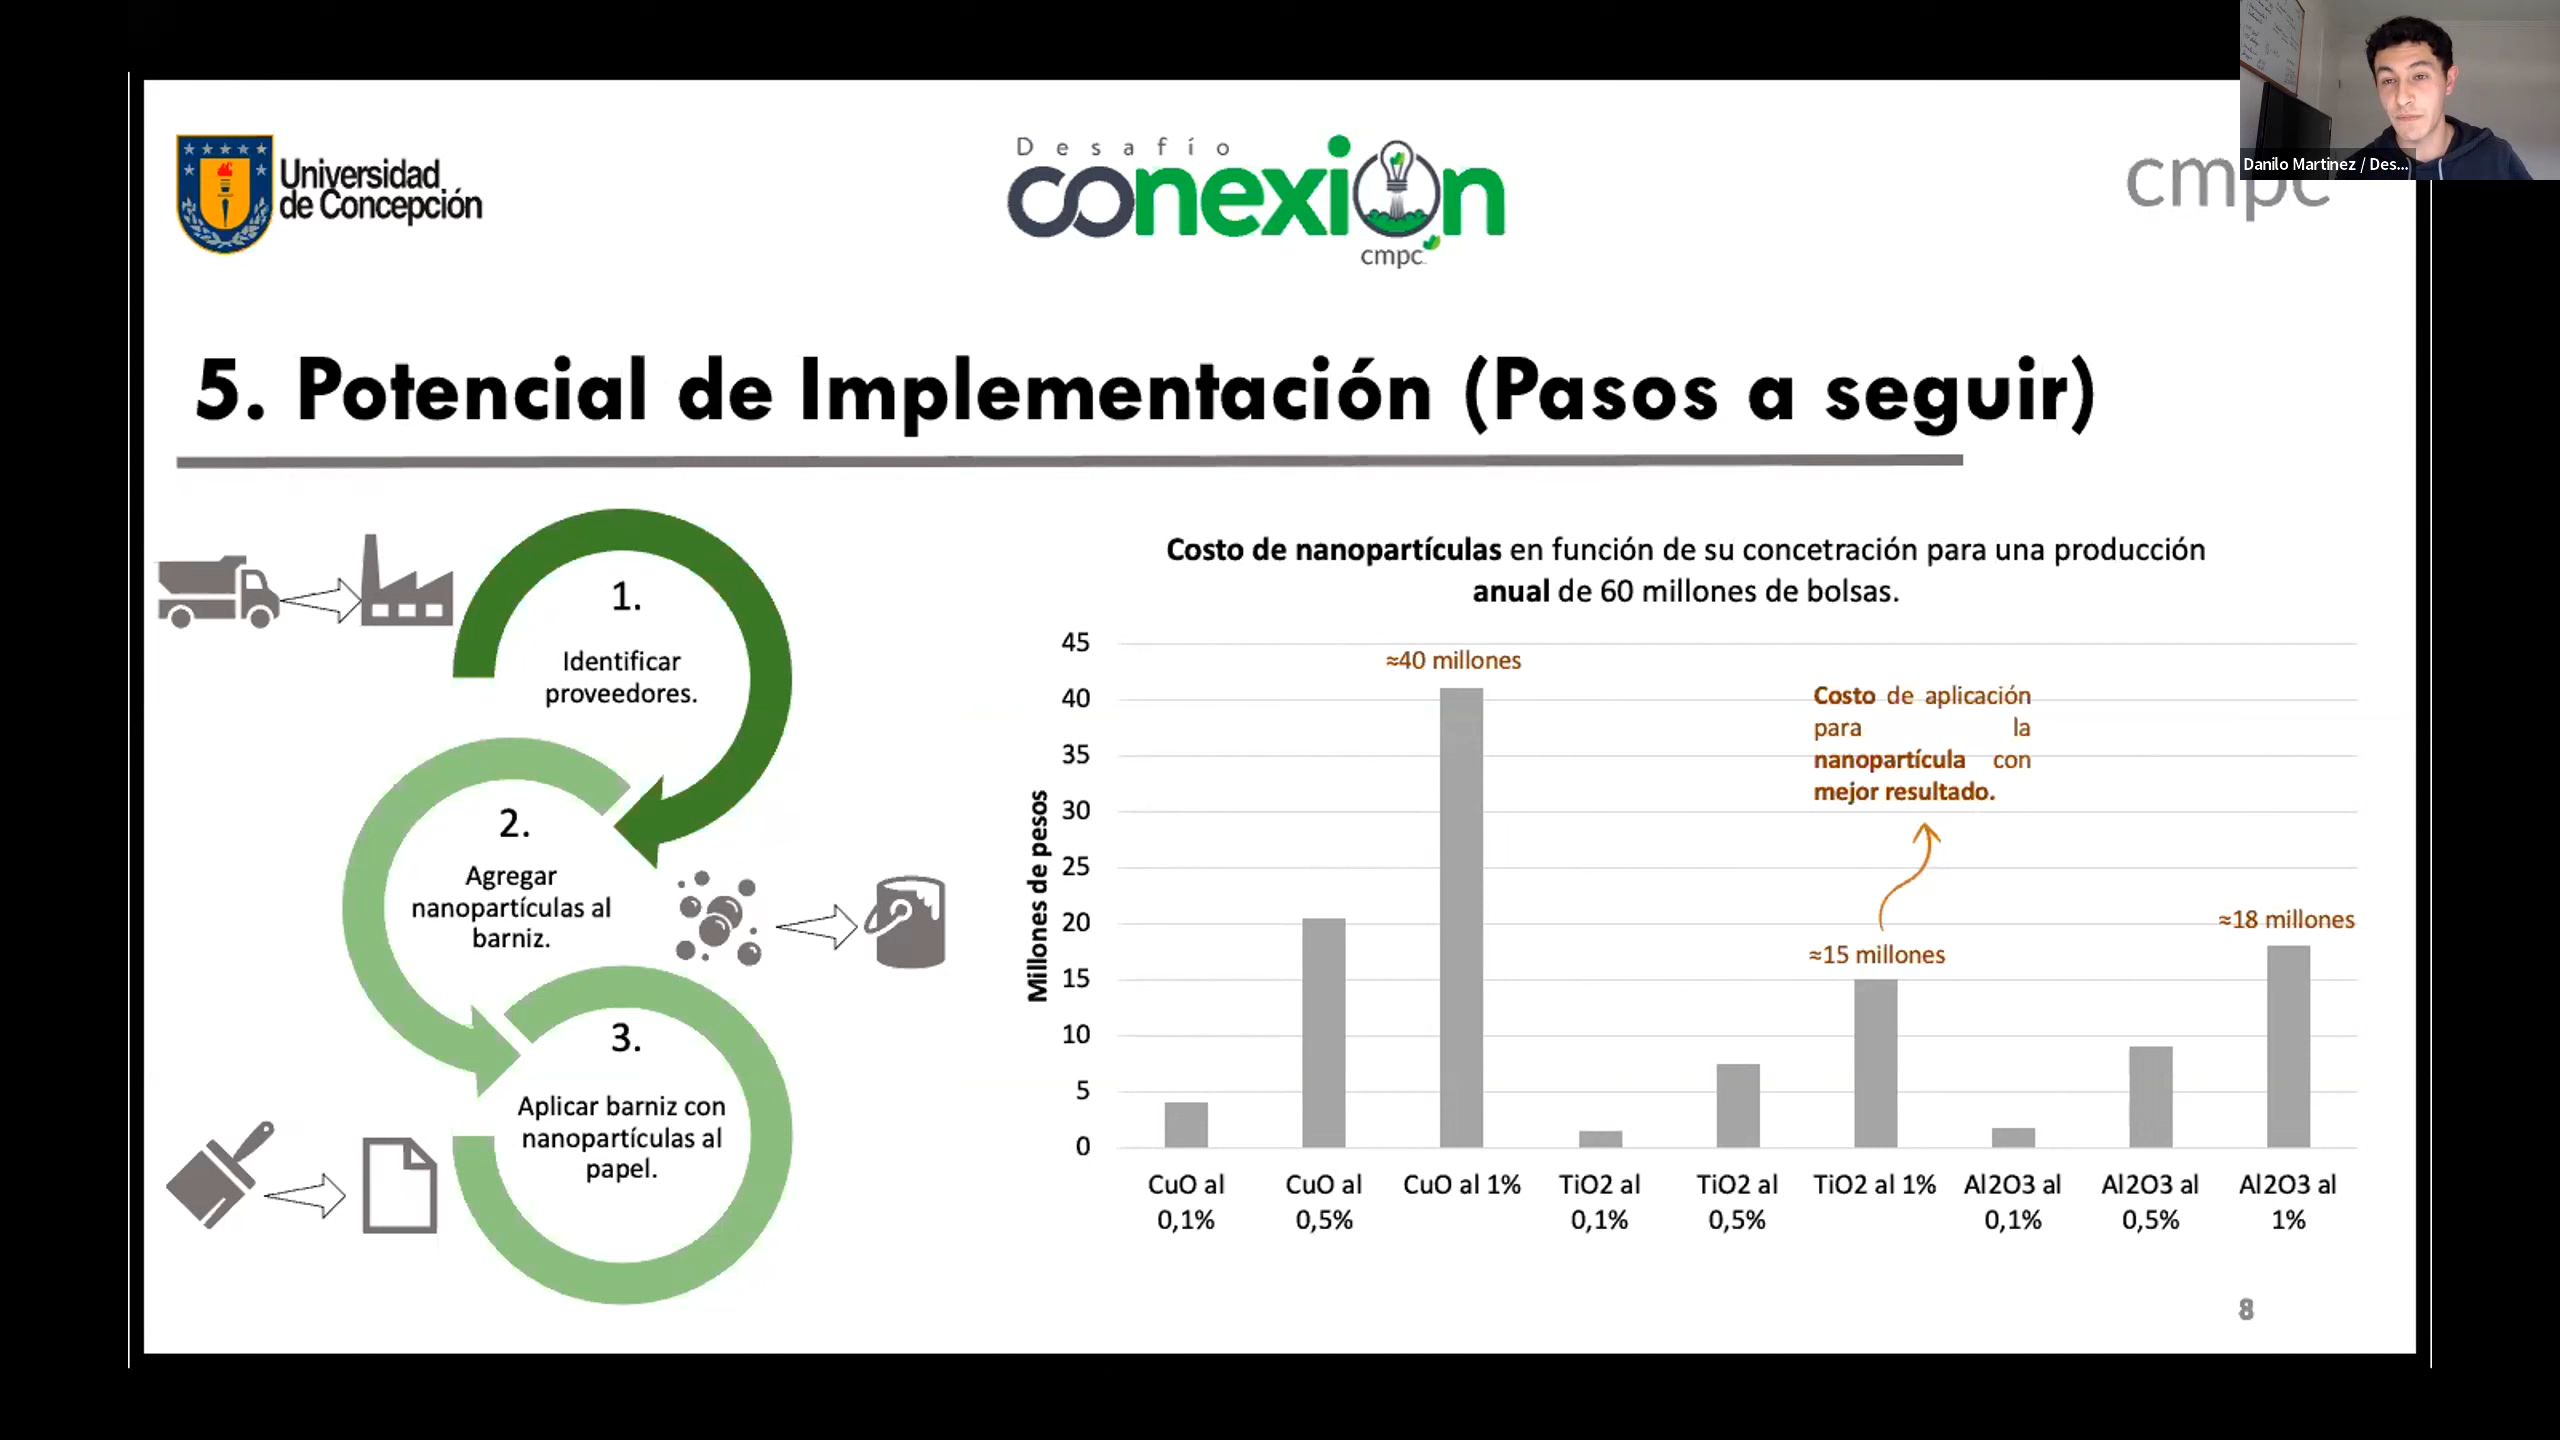 Universidad
de Concepción
Desafío
conexión
cmpc
cmpc
Danilo Martinez / Des...
5. Potencial de Implementación (Pasos a seguir)
1.
Identificar
proveedores.
2.
Agregar
nanopartículas al
barniz.
3.
Aplicar barniz con
nanopartículas al
papel.
Costo de nanopartículas en función de su concetración para una producción
anual de 60 millones de bolsas.
Millones de pesos
45
40
35
30
25
20
15
10
5
0
≈40 millones
Costo de aplicación
para la
nanopartícula con
mejor resultado.
≈15 millones
≈18 millones
CuO al
0,1%
CuO al
0,5%
CuO al 1%
TiO2 al
0,1%
TiO2 al
0,5%
TiO2 al 1%
Al2O3 al
0,1%
Al2O3 al
0,5%
Al2O3 al
1%
8